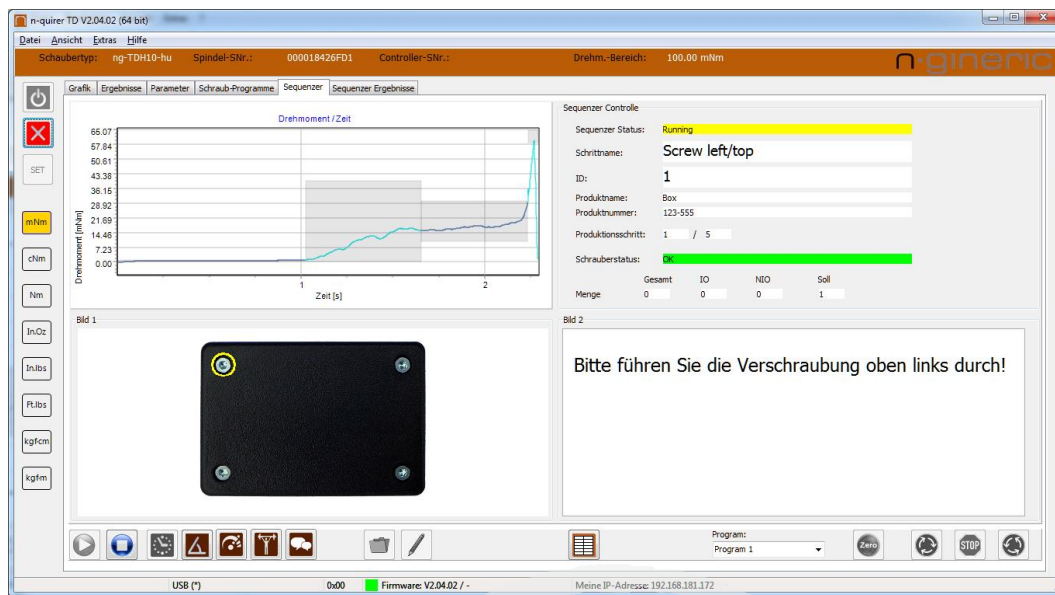 n-quirer TD V2.04.02 (64 bit)
Datei Ansicht Extras Hilfe
Schaubertyp: ng-TDH10-hu Spindel-SNr.: 000018426FD1 Controller-SNr.: Drehm.-Bereich: 100.00 mNm
n-gineric
Grafik Ergebnisse Parameter Schraub-Programme Sequenzer Sequenzer Ergebnisse
SET
mNm
cNm
Nm
In.Oz
In.lbs
Ft.lbs
kgfcm
kgfm
Drehmoment/Zeit
Drehmoment [mNm]
65.07
57.84
50.61
43.38
36.15
28.92
21.69
14.46
7.23
0.00
1 2
Zeit [s]
Sequenzer Controlle
Sequenzer Status: Running
Schrittname: Screw left/top
ID: 1
Produktname: Box
Produktnummer: 123-555
Produktionsschritt: 1 / 5
Schrauberstatus: OK
Gesamt IO NIO Soll
Menge 0 0 0 1
Bild 1
Bild 2
Bitte führen Sie die Verschraubung oben links durch!
Program:
Program 1
Zero
STOP
USB (*) 0x00 Firmware: V2.04.02 / - Meine IP-Adresse: 192.168.181.172